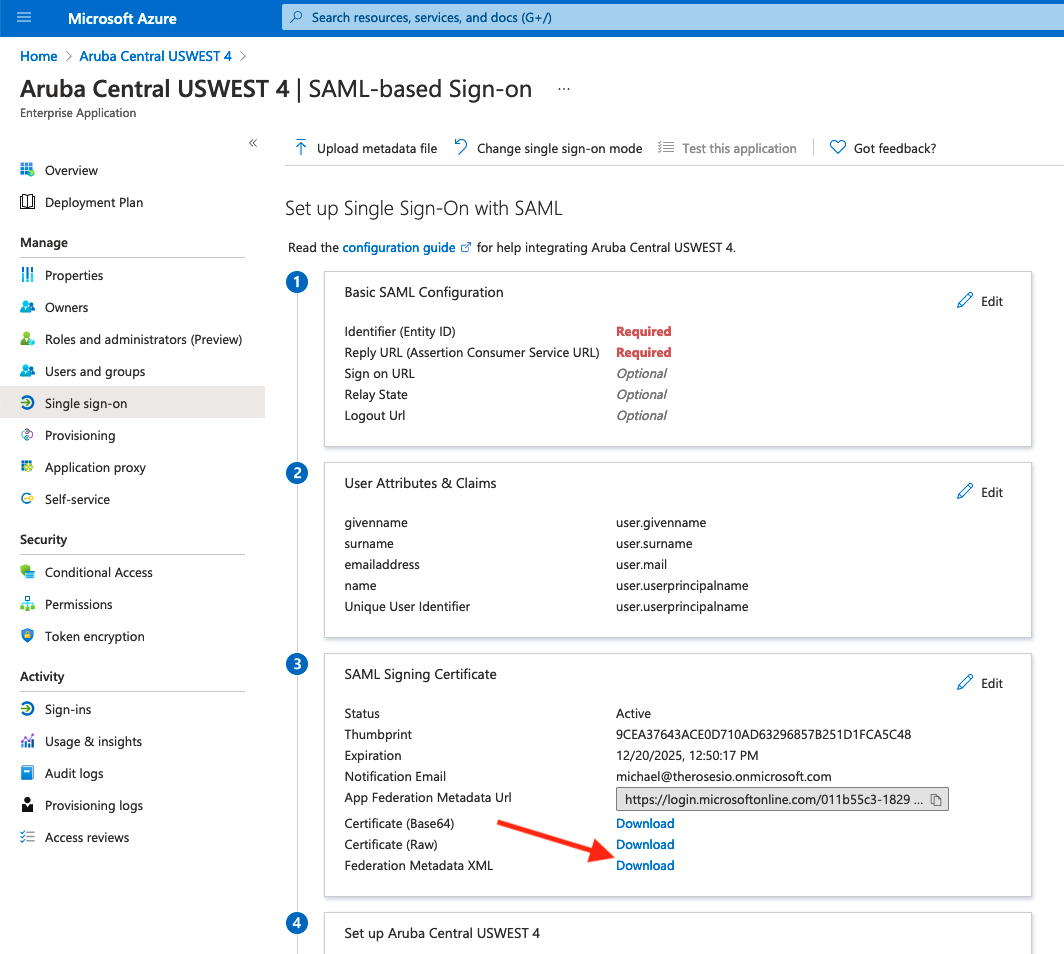 Microsoft Azure
Search resources, services, and docs (G+/)
Home > Aruba Central USWEST 4 >
Aruba Central USWEST 4 | SAML-based Sign-on ...
Enterprise Application
«
Overview
Deployment Plan
Manage
Properties
Owners
Roles and administrators (Preview)
Users and groups
Single sign-on
Provisioning
Application proxy
Self-service
Security
Conditional Access
Permissions
Token encryption
Activity
Sign-ins
Usage & insights
Audit logs
Provisioning logs
Access reviews
Upload metadata file Change single sign-on mode Test this application Got feedback?
Set up Single Sign-On with SAML
Read the configuration guide for help integrating Aruba Central USWEST 4.
1
Basic SAML Configuration
Edit
Identifier (Entity ID) Required
Reply URL (Assertion Consumer Service URL) Required
Sign on URL Optional
Relay State Optional
Logout Url Optional
2
User Attributes & Claims
Edit
givenname user.givenname
surname user.surname
emailaddress user.mail
name user.userprincipalname
Unique User Identifier user.userprincipalname
3
SAML Signing Certificate
Edit
Status Active
Thumbprint 9CEA37643ACE0D710AD63296857B251D1FCA5C48
Expiration 12/20/2025, 12:50:17 PM
Notification Email michael@therosesio.onmicrosoft.com
App Federation Metadata Url https://login.microsoftonline.com/011b55c3-1829 ...
Certificate (Base64) Download
Certificate (Raw) Download
Federation Metadata XML Download
4
Set up Aruba Central USWEST 4